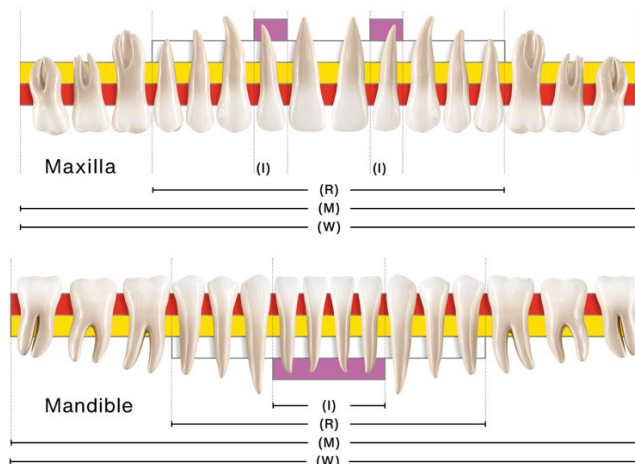 Maxilla
(I) (I)
(R)
(M)
(W)
Mandible
(I)
(R)
(M)
(W)